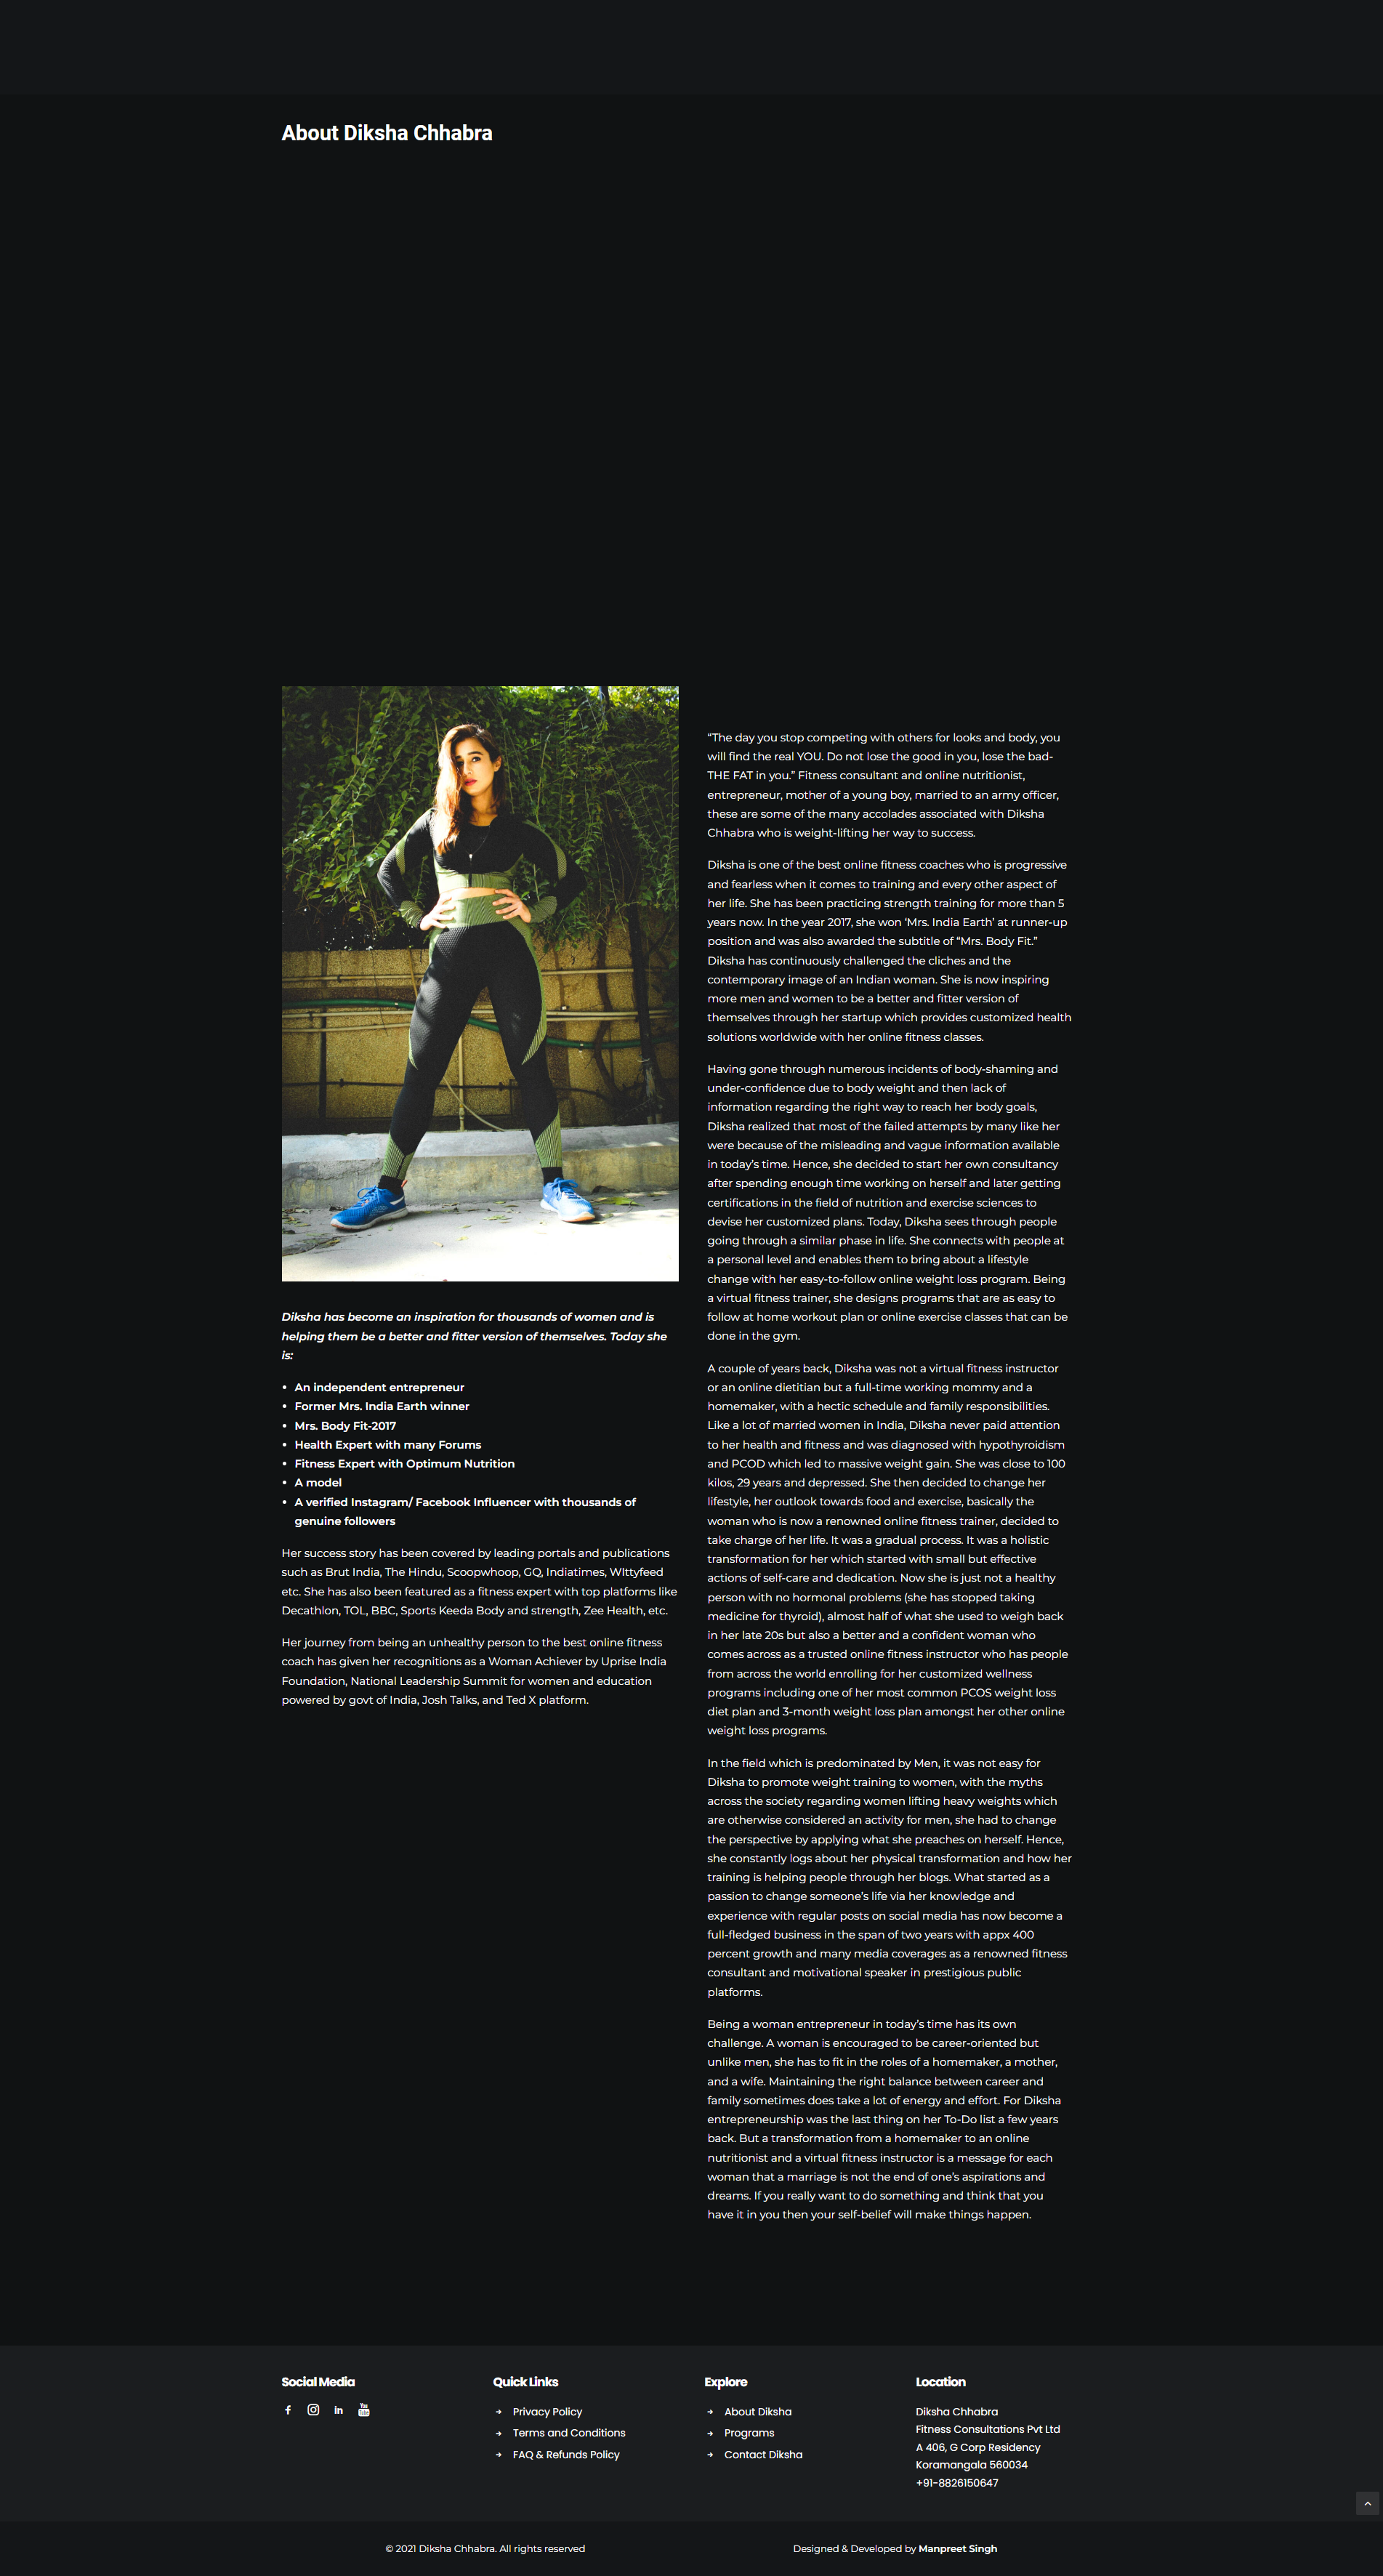 About Diksha Chhabra
Diksha has become an inspiration for thousands of women and is
helping them be a better and fitter version of themselves. Today she
is:
• An independent entrepreneur
• Former Mrs. India Earth winner
• Mrs. Body Fit-2017
• Health Expert with many Forums
• Fitness Expert with Optimum Nutrition
• A model
• A verified Instagram/ Facebook Influencer with thousands of
genuine followers
Her success story has been covered by leading portals and publications
such as Brut India, The Hindu, Scoopwhoop, GQ, Indiatimes, WIttyfeed
etc. She has also been featured as a fitness expert with top platforms like
Decathlon, TOL, BBC, Sports Keeda Body and strength, Zee Health, etc.
Her journey from being an unhealthy person to the best online fitness
coach has given her recognitions as a Woman Achiever by Uprise India
Foundation, National Leadership Summit for women and education
powered by govt of India, Josh Talks, and Ted X platform.
“The day you stop competing with others for looks and body, you
will find the real YOU. Do not lose the good in you, lose the bad-
THE FAT in you.” Fitness consultant and online nutritionist,
entrepreneur, mother of a young boy, married to an army officer,
these are some of the many accolades associated with Diksha
Chhabra who is weight-lifting her way to success.
Diksha is one of the best online fitness coaches who is progressive
and fearless when it comes to training and every other aspect of
her life. She has been practicing strength training for more than 5
years now. In the year 2017, she won ‘Mrs. India Earth’ at runner-up
position and was also awarded the subtitle of “Mrs. Body Fit.”
Diksha has continuously challenged the cliches and the
contemporary image of an Indian woman. She is now inspiring
more men and women to be a better and fitter version of
themselves through her startup which provides customized health
solutions worldwide with her online fitness classes.
Having gone through numerous incidents of body-shaming and
under-confidence due to body weight and then lack of
information regarding the right way to reach her body goals,
Diksha realized that most of the failed attempts by many like her
were because of the misleading and vague information available
in today’s time. Hence, she decided to start her own consultancy
after spending enough time working on herself and later getting
certifications in the field of nutrition and exercise sciences to
devise her customized plans. Today, Diksha sees through people
going through a similar phase in life. She connects with people at
a personal level and enables them to bring about a lifestyle
change with her easy-to-follow online weight loss program. Being
a virtual fitness trainer, she designs programs that are as easy to
follow at home workout plan or online exercise classes that can be
done in the gym.
A couple of years back, Diksha was not a virtual fitness instructor
or an online dietitian but a full-time working mommy and a
homemaker, with a hectic schedule and family responsibilities.
Like a lot of married women in India, Diksha never paid attention
to her health and fitness and was diagnosed with hypothyroidism
and PCOD which led to massive weight gain. She was close to 100
kilos, 29 years and depressed. She then decided to change her
lifestyle, her outlook towards food and exercise, basically the
woman who is now a renowned online fitness trainer, decided to
take charge of her life. It was a gradual process. It was a holistic
transformation for her which started with small but effective
actions of self-care and dedication. Now she is just not a healthy
person with no hormonal problems (she has stopped taking
medicine for thyroid), almost half of what she used to weigh back
in her late 20s but also a better and a confident woman who
comes across as a trusted online fitness instructor who has people
from across the world enrolling for her customized wellness
programs including one of her most common PCOS weight loss
diet plan and 3-month weight loss plan amongst her other online
weight loss programs.
In the field which is predominated by Men, it was not easy for
Diksha to promote weight training to women, with the myths
across the society regarding women lifting heavy weights which
are otherwise considered an activity for men, she had to change
the perspective by applying what she preaches on herself. Hence,
she constantly logs about her physical transformation and how her
training is helping people through her blogs. What started as a
passion to change someone’s life via her knowledge and
experience with regular posts on social media has now become a
full-fledged business in the span of two years with appx 400
percent growth and many media coverages as a renowned fitness
consultant and motivational speaker in prestigious public
platforms.
Being a woman entrepreneur in today’s time has its own
challenge. A woman is encouraged to be career-oriented but
unlike men, she has to fit in the roles of a homemaker, a mother,
and a wife. Maintaining the right balance between career and
family sometimes does take a lot of energy and effort. For Diksha
entrepreneurship was the last thing on her To-Do list a few years
back. But a transformation from a homemaker to an online
nutritionist and a virtual fitness instructor is a message for each
woman that a marriage is not the end of one’s aspirations and
dreams. If you really want to do something and think that you
have it in you then your self-belief will make things happen.
Social Media
Quick Links
Privacy Policy
Terms and Conditions
FAQ & Refunds Policy
Explore
About Diksha
Programs
Contact Diksha
Location
Diksha Chhabra
Fitness Consultations Pvt Ltd
A 406, G Corp Residency
Koramangala 560034
+91-8826150647
© 2021 Diksha Chhabra. All rights reserved
Designed & Developed by Manpreet Singh